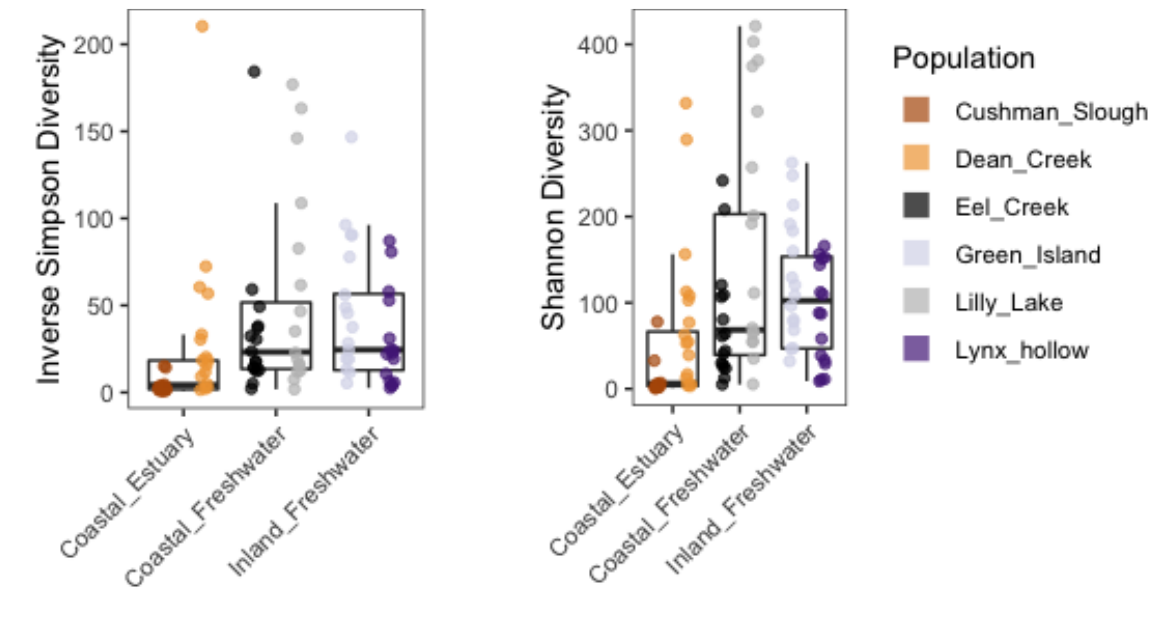 Inverse Simpson Diversity
200
150
100
50
0
Coastal_Estuary
Coastal_Freshwater
Inland_Freshwater
Shannon Diversity
400
300
200
100
0
Coastal_Estuary
Coastal_Freshwater
Inland_Freshwater
Population
Cushman_Slough
Dean_Creek
Eel_Creek
Green_Island
Lilly_Lake
Lynx_hollow